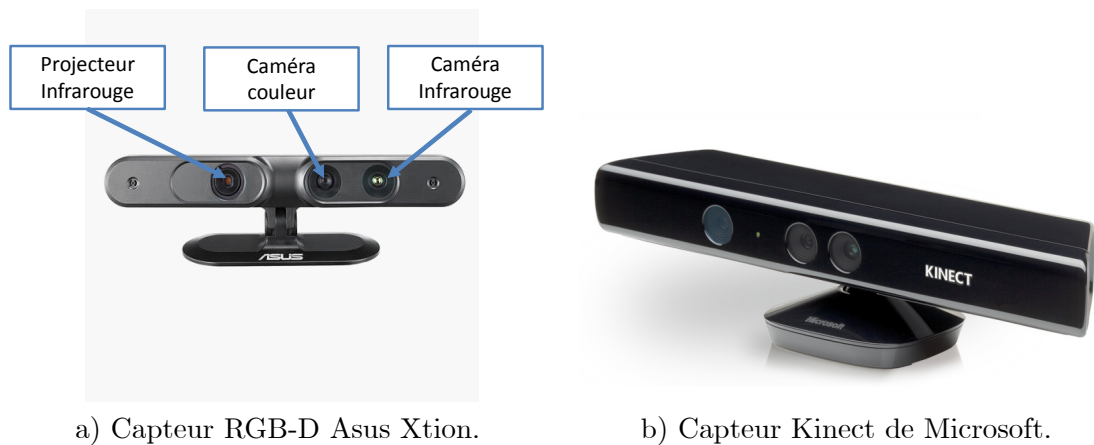 Projecteur
Infrarouge
Caméra
couleur
Caméra
Infrarouge
ASUS
KINECT
Microsoft
a) Capteur RGB-D Asus Xtion.
b) Capteur Kinect de Microsoft.